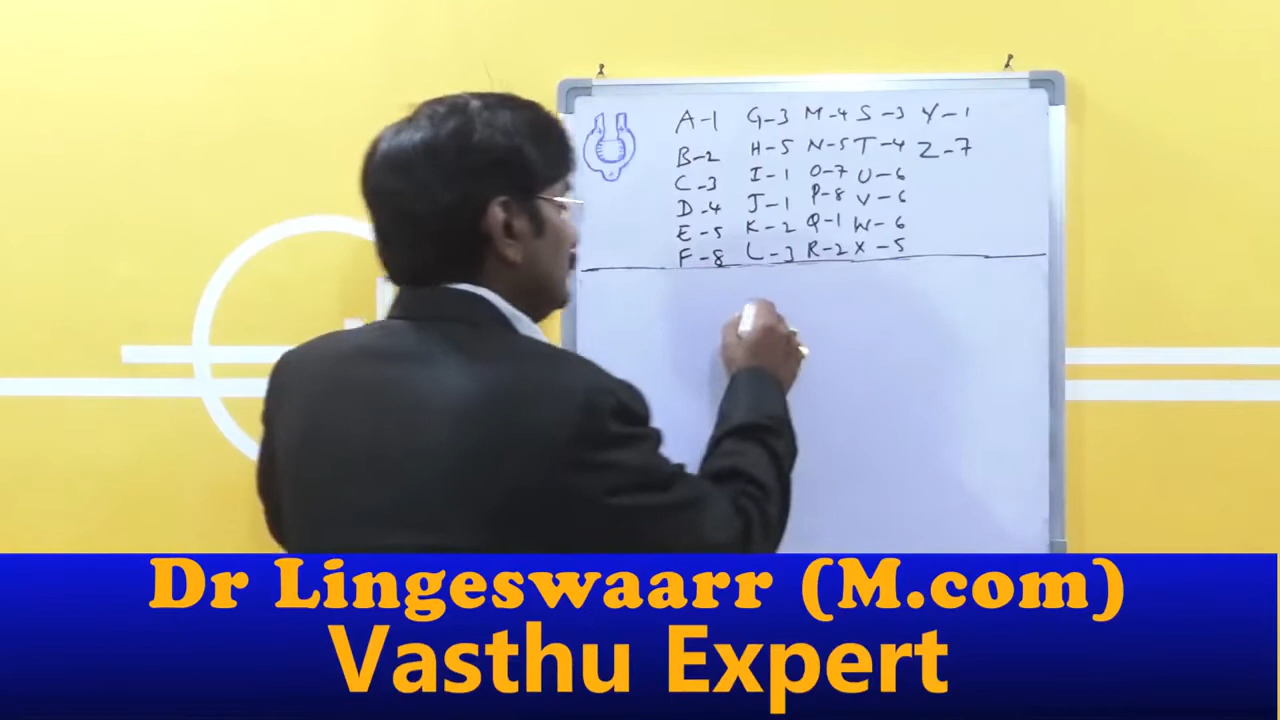 A-1 G-3 M-4 S-3 Y-1
B-2 H-5 N-5 T-4 Z-7
C-3 I-1 O-7 U-6
D-4 J-1 P-8 V-6
E-5 K-2 Q-1 W-6
F-8 L-3 R-2 X-5
Dr Lingeswaarr (M.com)
Vasthu Expert